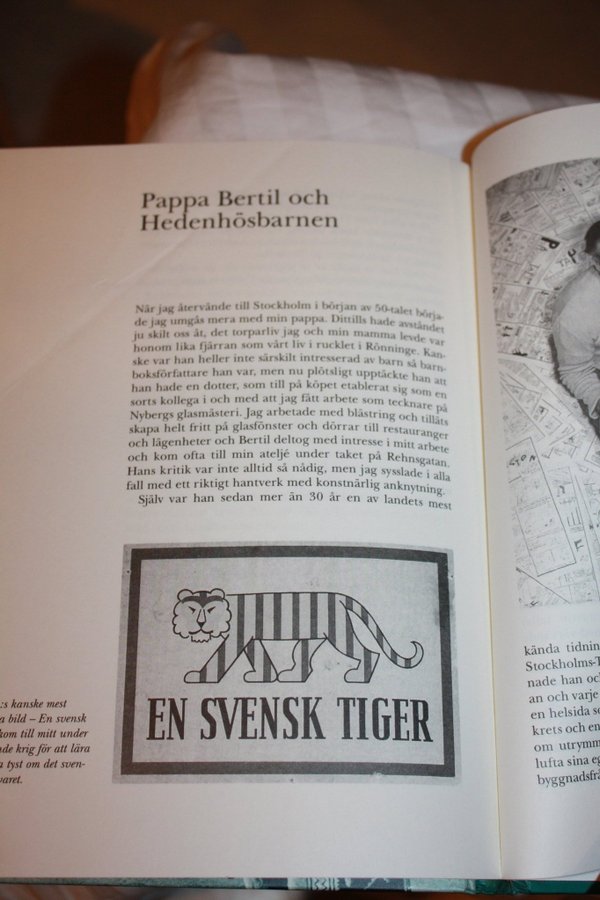 Pappa Bertil och
Hedenhösbarnen
När jag återvände till Stockholm i början av 50-talet börja-
de jag umgås mera med min pappa. Dittills hade avståndet
ju skilt oss åt, det torparliv jag och min mamma levde var
honom lika fjärran som vårt liv i rucklet i Rönninge. Kan-
ske var han heller inte särskilt intresserad av barn så barn-
boksförfattare han var, men nu plötsligt upptäckte han att
han hade en dotter, som till på köpet etablerat sig som en
sorts kollega i och med att jag fått arbete som tecknare på
Nybergs glasmästeri. Jag arbetade med blästring och tilläts
skapa helt fritt på glasfönster och dörrar till restauranger
och lägenheter och Bertil deltog med intresse i mitt arbete
och kom ofta till min ateljé under taket på Rehnsgatan.
Hans kritik var inte alltid så nådig, men jag sysslade i alla
fall med ett riktigt hantverk med konstnärlig anknytning.
Själv var han sedan mer än 30 år en av landets mest
EN SVENSK TIGER
:s kanske mest
a bild – En svensk
kom till mitt under
nde krig för att lära
a tyst om det sven-
varet.
kända tidnin
Stockholms-T
nade han och
an och varje
en helsida so
krets och en
om utrymm
lufta sina eg
byggnadsfrå